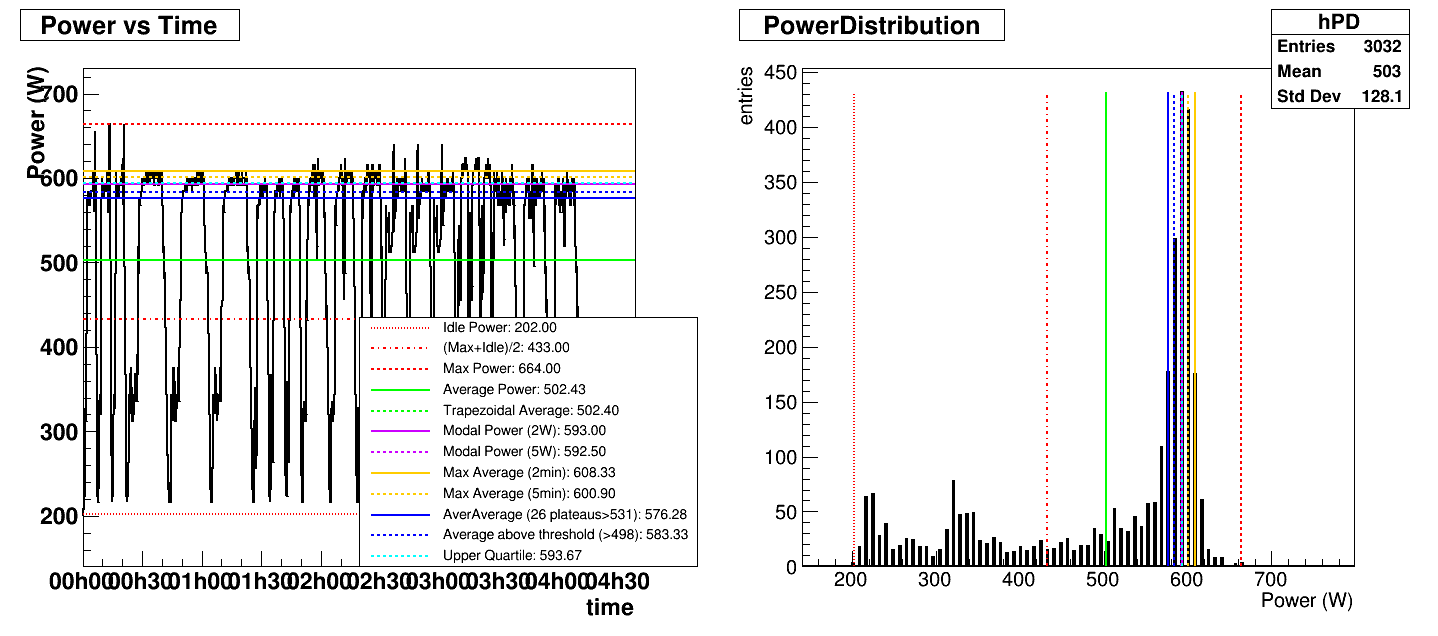 Power vs Time
Power (W)
700
600
500
400
300
200
Idle Power: 202.00
(Max+Idle)/2: 433.00
Max Power: 664.00
Average Power: 502.43
Trapezoidal Average: 502.40
Modal Power (2W): 593.00
Modal Power (5W): 592.50
Max Average (2min): 608.33
Max Average (5min): 600.90
AverAverage (26 plateaus>531): 576.28
Average above threshold (>498): 583.33
Upper Quartile: 593.67
00h00 00h30 01h00 01h30 02h00 02h30 03h00 03h30 04h00 04h30
time
PowerDistribution
hPD
Entries 3032
Mean 503
Std Dev 128.1
entries
450
400
350
300
250
200
150
100
50
0
200 300 400 500 600 700
Power (W)